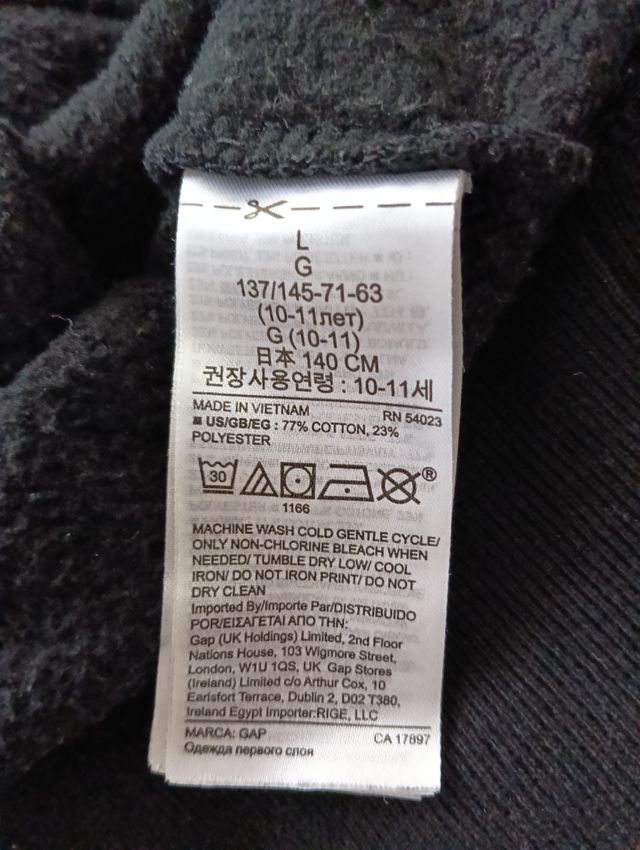 L
G
137/145-71-63
(10-11лет)
G (10-11)
日本 140 CM
권장사용연령 : 10-11세
MADE IN VIETNAM RN 54023
■ US/GB/EG : 77% COTTON, 23%
POLYESTER
30
®
1166
MACHINE WASH COLD GENTLE CYCLE/
ONLY NON-CHLORINE BLEACH WHEN
NEEDED/ TUMBLE DRY LOW/ COOL
IRON/ DO NOT IRON PRINT/ DO NOT
DRY CLEAN
Imported By/Importe Par/DISTRIBUIDO
POR/ΕΙΣΑΓΕΤΑΙ ΑΠΟ ΤΗΝ:
Gap (UK Holdings) Limited, 2nd Floor
Nations House, 103 Wigmore Street,
London, W1U 1QS, UK Gap Stores
(Ireland) Limited c/o Arthur Cox, 10
Earlsfort Terrace, Dublin 2, D02 T380,
Ireland Egypt Importer:RIGE, LLC
MARCA: GAP CA 17897
Одежда первого слоя